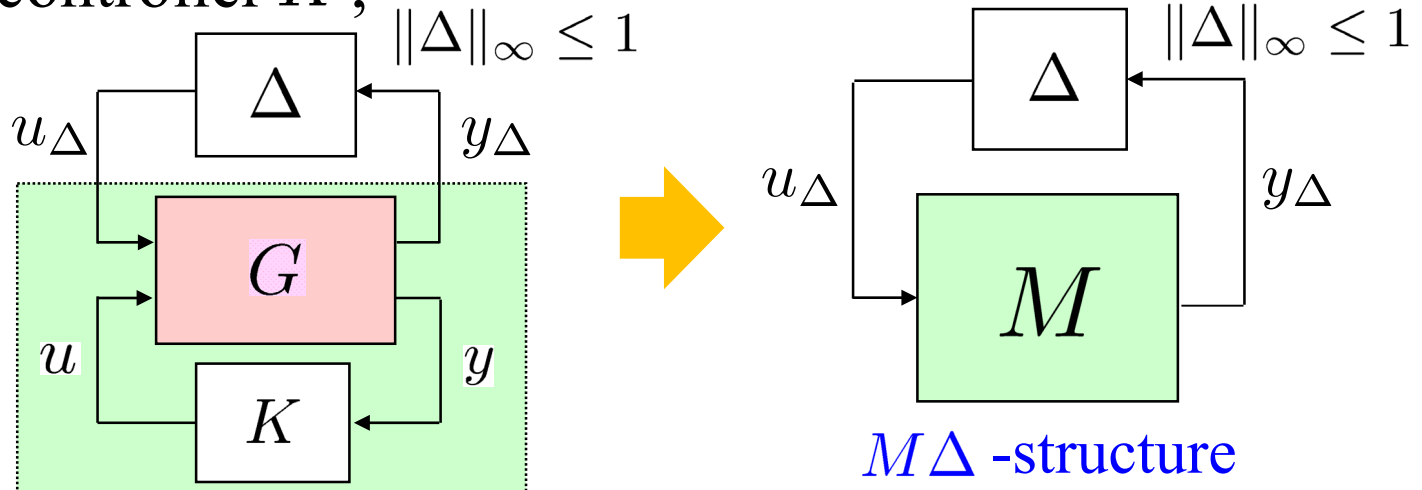 controller K ,
‖Δ‖∞ ≤ 1
Δ
u_Δ
y_Δ
G
u
y
K
‖Δ‖∞ ≤ 1
Δ
u_Δ
y_Δ
M
MΔ -structure